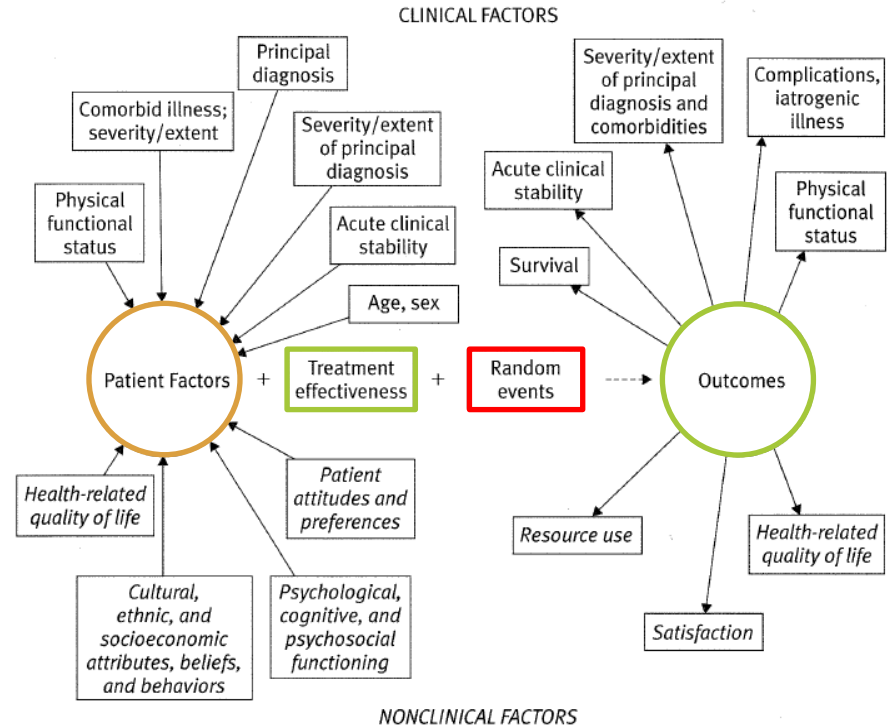 CLINICAL FACTORS
Principal
diagnosis
Comorbid illness;
severity/extent
Severity/extent
of principal
diagnosis
Physical
functional
status
Acute clinical
stability
Age, sex
Severity/extent
of principal
diagnosis and
comorbidities
Complications,
iatrogenic
illness
Acute clinical
stability
Physical
functional
status
Survival
Patient Factors
+
Treatment
effectiveness
+
Random
events
Outcomes
Health-related
quality of life
Patient
attitudes and
preferences
Cultural,
ethnic, and
socioeconomic
attributes, beliefs,
and behaviors
Psychological,
cognitive, and
psychosocial
functioning
Resource use
Health-related
quality of life
Satisfaction
NONCLINICAL FACTORS